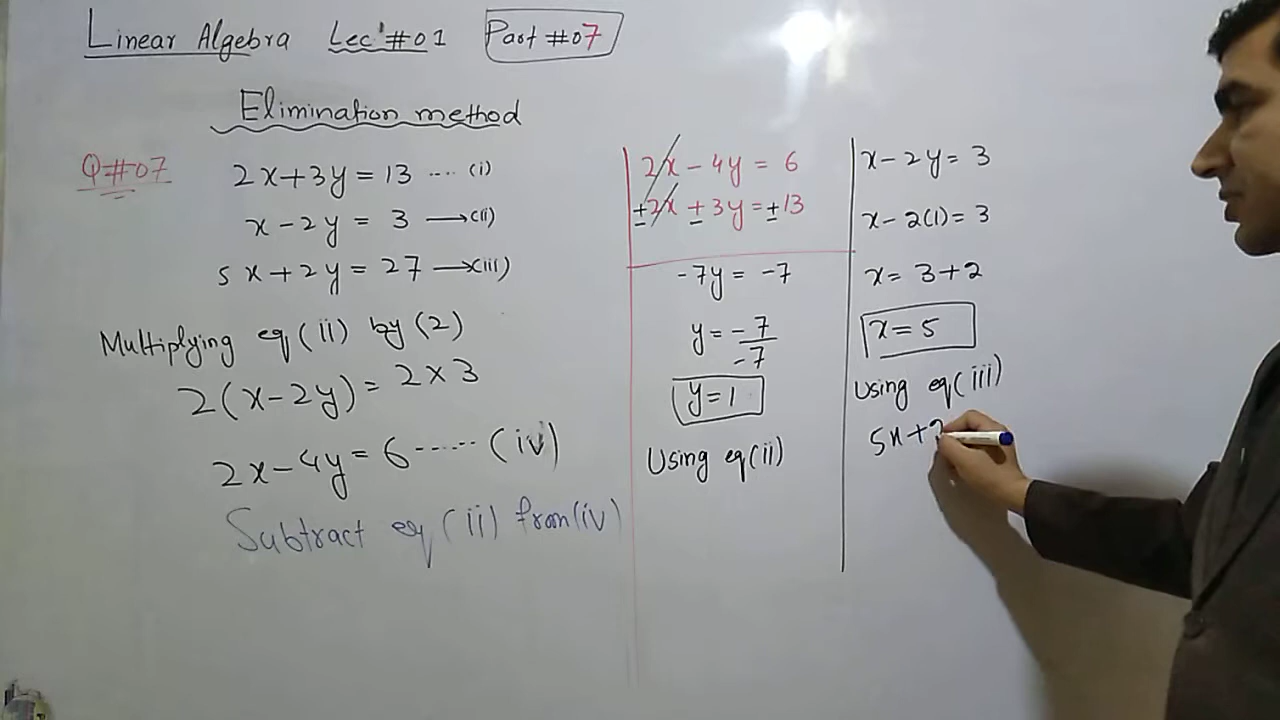 Linear Algebra Lec'#01 Part #07
Elimination method
Q#07
2x+3y=13 .... (i)
x-2y = 3 →(ii)
5x+2y=27 →(iii)
Multiplying eq(ii) by (2)
2(x-2y)= 2×3
2x-4y= 6 ...... (iv)
Subtract eq(ii) from(iv)
2x-4y = 6
±2x ± 3y=±13
-7y= -7
y= -7/-7
y=1
Using eq(ii)
x-2y=3
x-2(1)=3
x=3+2
x=5
Using eq(iii)
5x+2